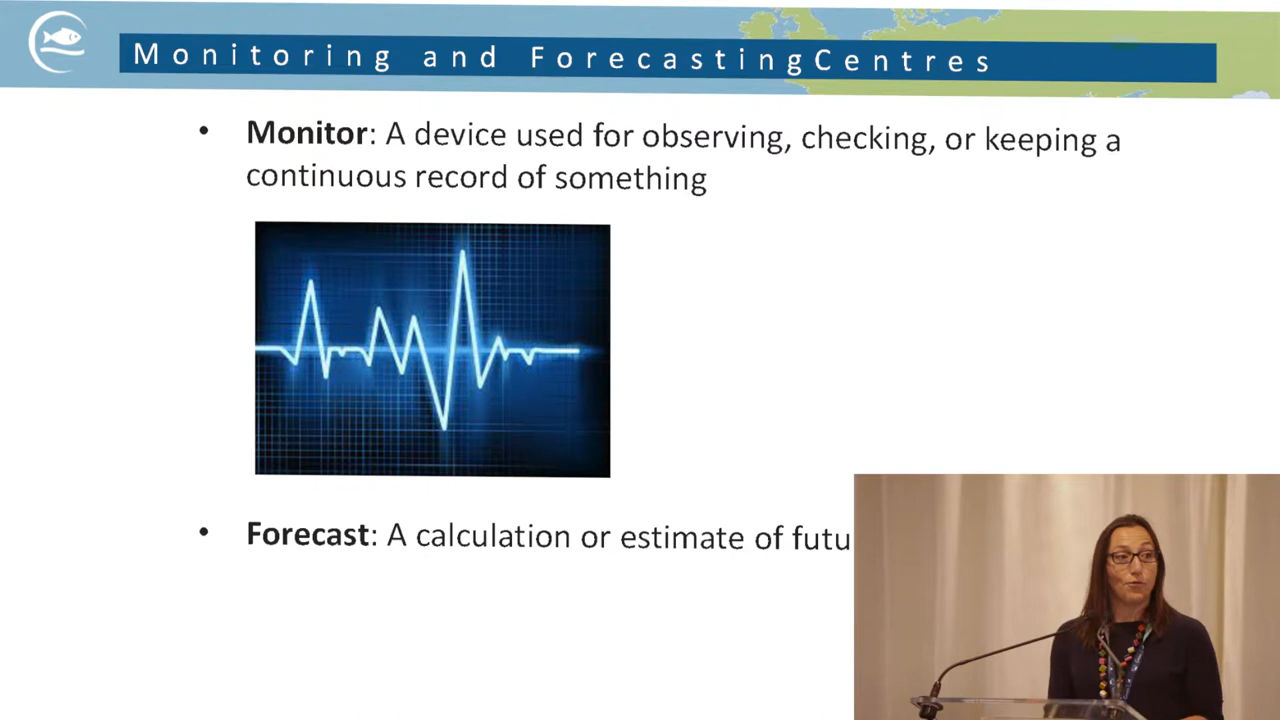 Monitoring and ForecastingCentres
• Monitor: A device used for observing, checking, or keeping a
continuous record of something
• Forecast: A calculation or estimate of